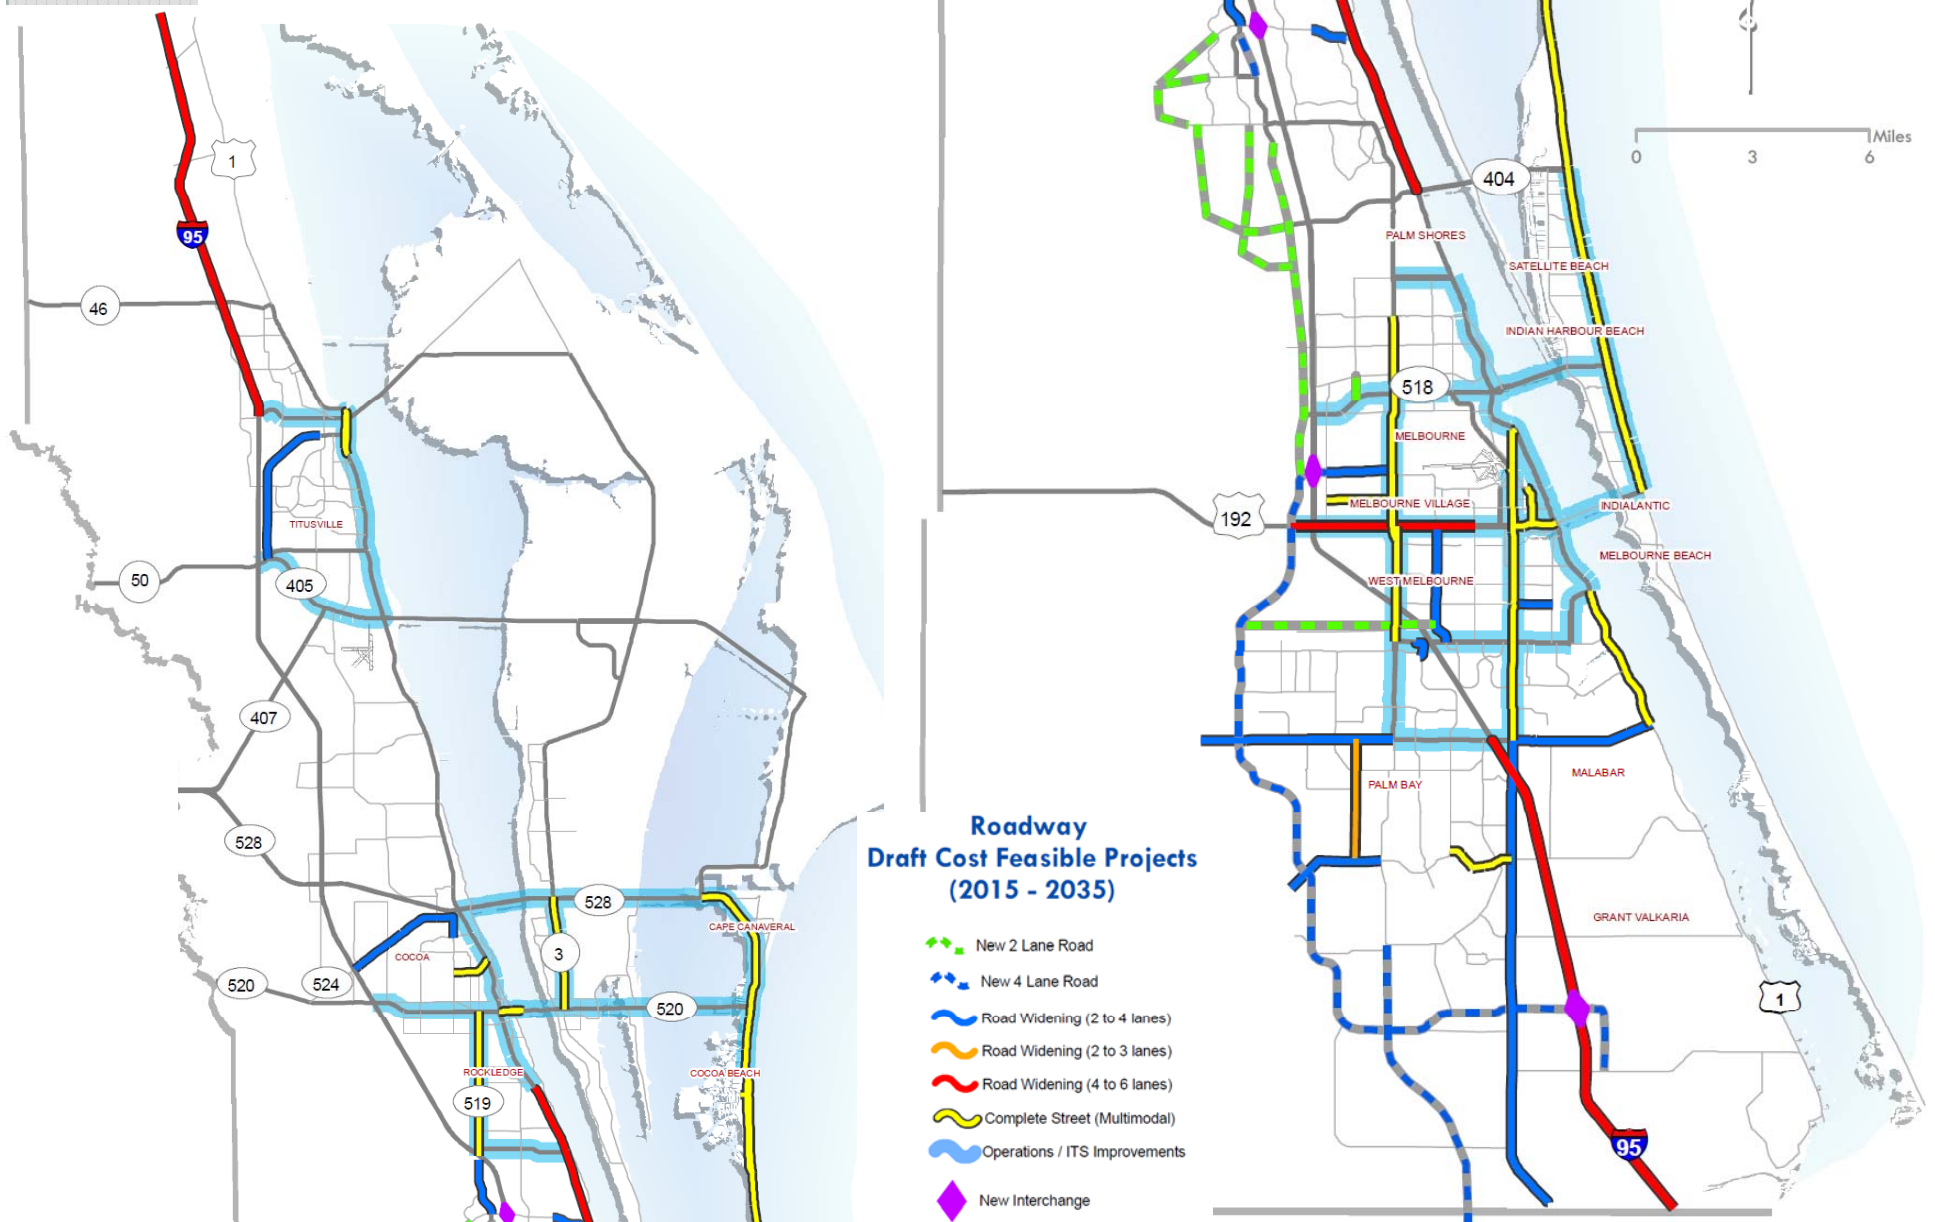 1
95
46
TITUSVILLE
50
405
407
528
528
CAPE CANAVERAL
3
COCOA
520
524
520
ROCKLEDGE
COCOA BEACH
519
Miles
0
3
6
404
PALM SHORES
SATELLITE BEACH
INDIAN HARBOUR BEACH
518
MELBOURNE
MELBOURNE VILLAGE
INDIALANTIC
192
MELBOURNE BEACH
WEST MELBOURNE
MALABAR
PALM BAY
GRANT VALKARIA
1
95
Roadway
Draft Cost Feasible Projects
(2015 - 2035)
New 2 Lane Road
New 4 Lane Road
Road Widening (2 to 4 lanes)
Road Widening (2 to 3 lanes)
Road Widening (4 to 6 lanes)
Complete Street (Multimodal)
Operations / ITS Improvements
New Interchange